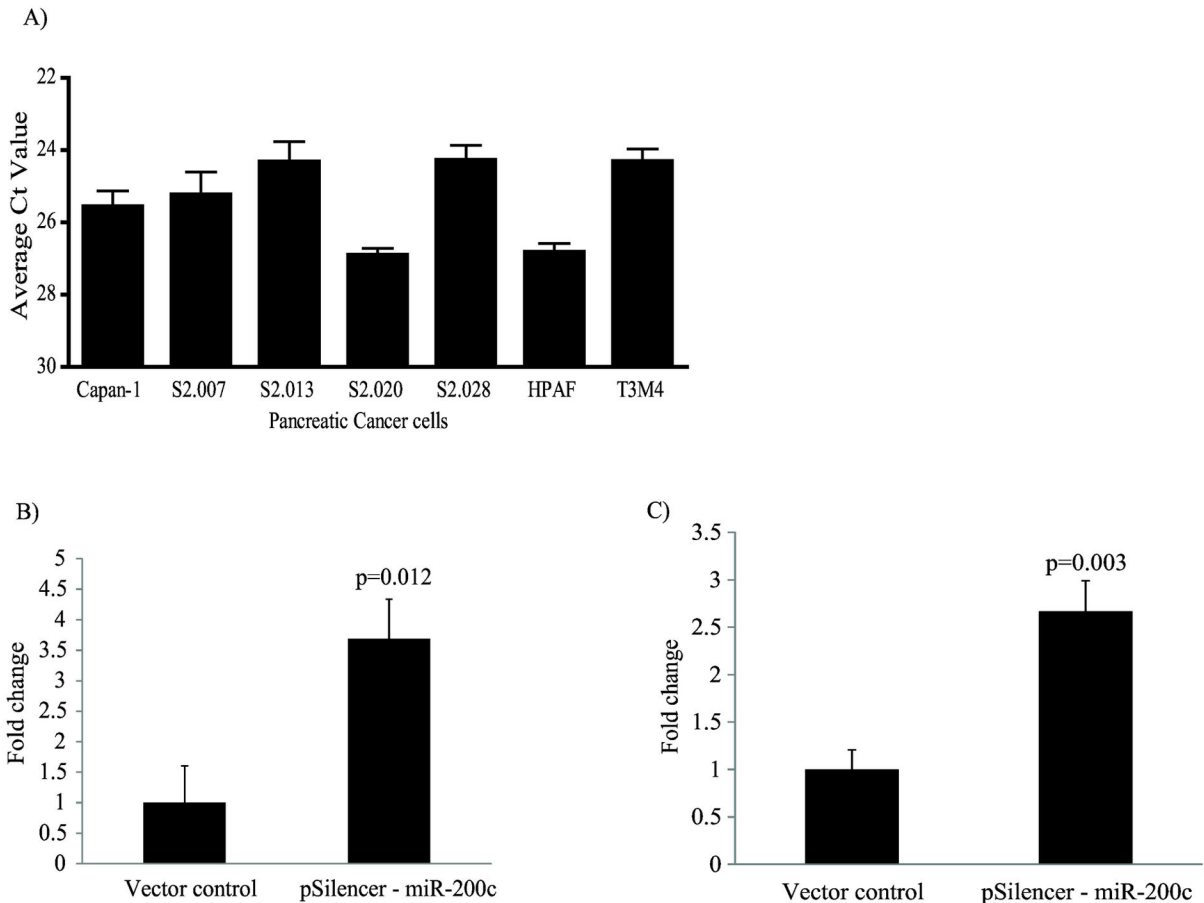 A)
22
24
26
28
30
Average Ct Value
Capan-1 S2.007 S2.013 S2.020 S2.028 HPAF T3M4
Pancreatic Cancer cells
B)
5
4.5
4
3.5
3
2.5
2
1.5
1
0.5
0
Fold change
p=0.012
Vector control pSilencer - miR-200c
C)
3.5
3
2.5
2
1.5
1
0.5
0
Fold change
p=0.003
Vector control pSilencer - miR-200c